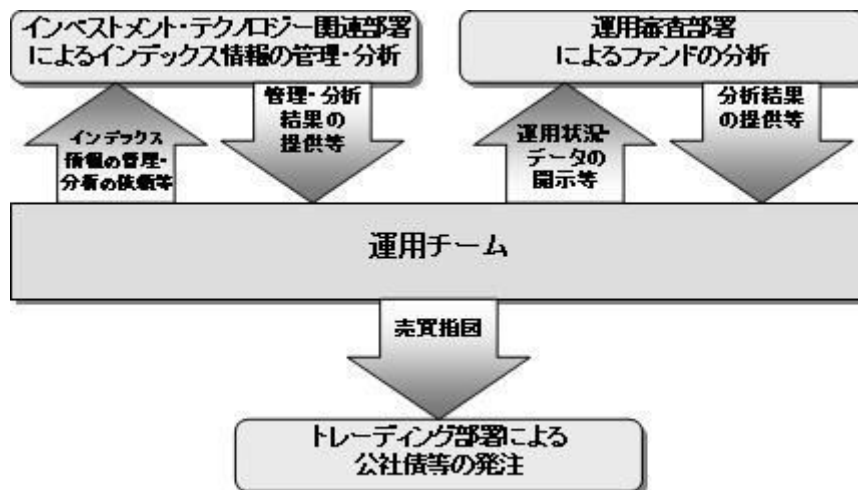 インベストメント・テクノロジー関連部署
によるインデックス情報の管理・分析
運用審査部署
によるファンドの分析
インデックス
情報の管理・
分析の依頼等
管理・分析
結果の
提供等
運用状況・
データの
開示等
分析結果
の提供等
運用チーム
売買指図
トレーディング部署による
公社債等の発注